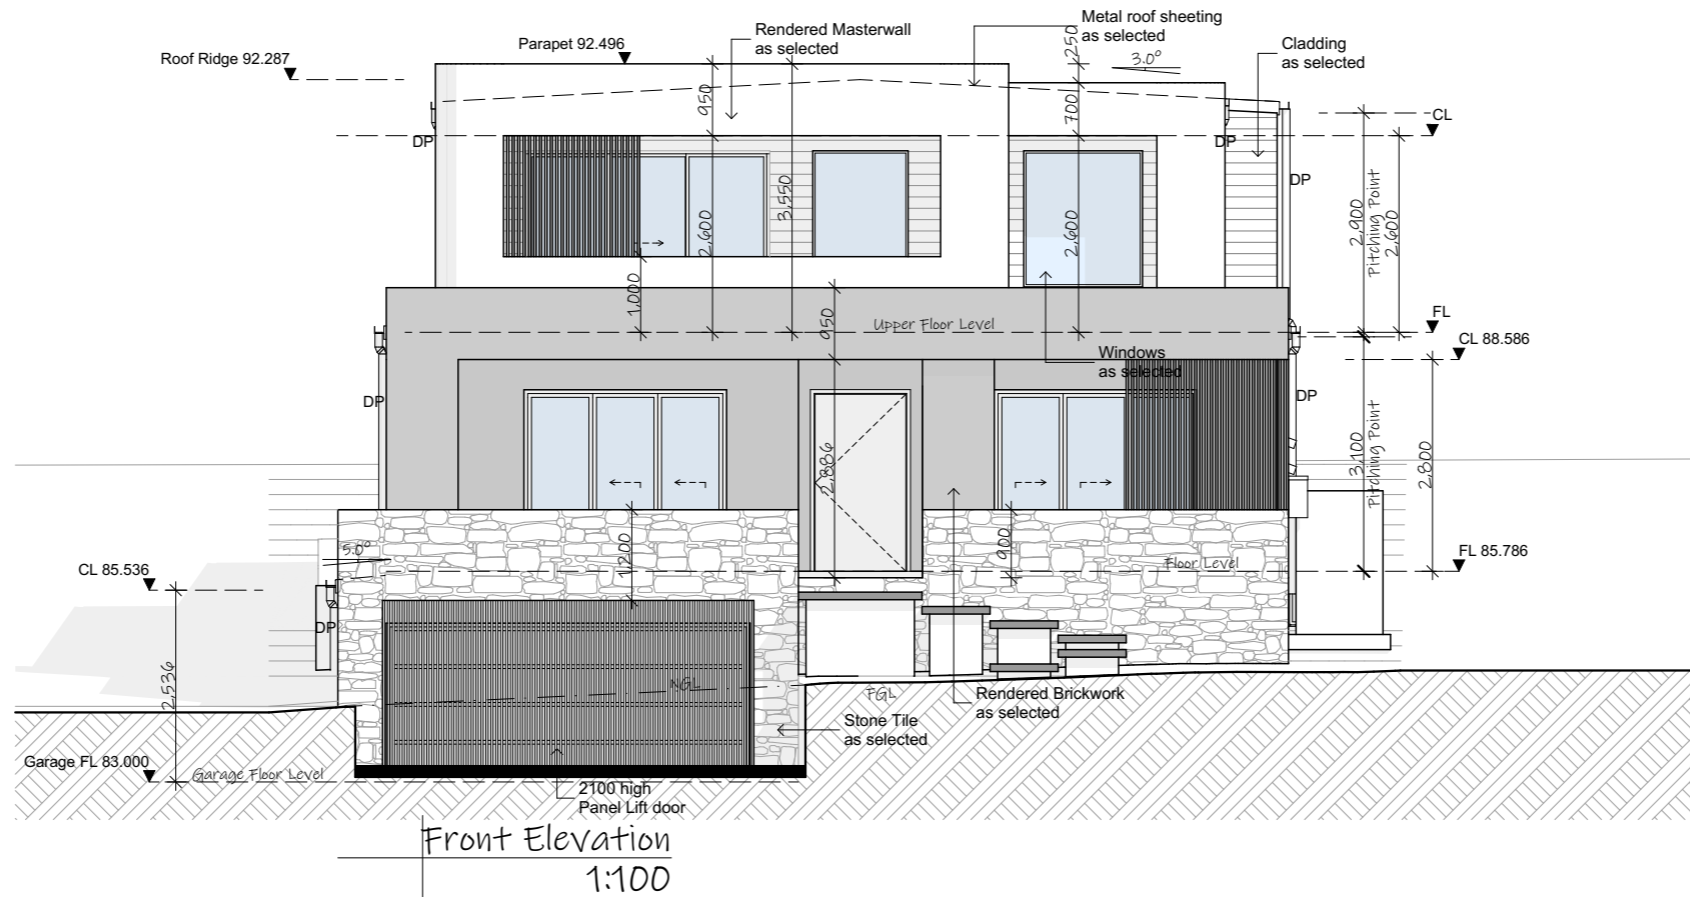 Roof Ridge 92.287
Parapet 92.496
Rendered Masterwall
as selected
Metal roof sheeting
as selected
250
3.0°
Cladding
as selected
950
700
CL
DP
DP
DP
3,550
2,600
2,600
2,900
Pitching Point
2,600
1,000
950
Upper Floor Level
FL
CL 88.586
Windows
as selected
DP
DP
2,886
3,100
Pitching Point
2,800
5.0°
1,200
900
Floor Level
FL 85.786
CL 85.536
DP
2,536
NGL
FGL
Rendered Brickwork
as selected
Stone Tile
as selected
Garage FL 83.000
Garage Floor Level
2100 high
Panel Lift door
Front Elevation
1:100